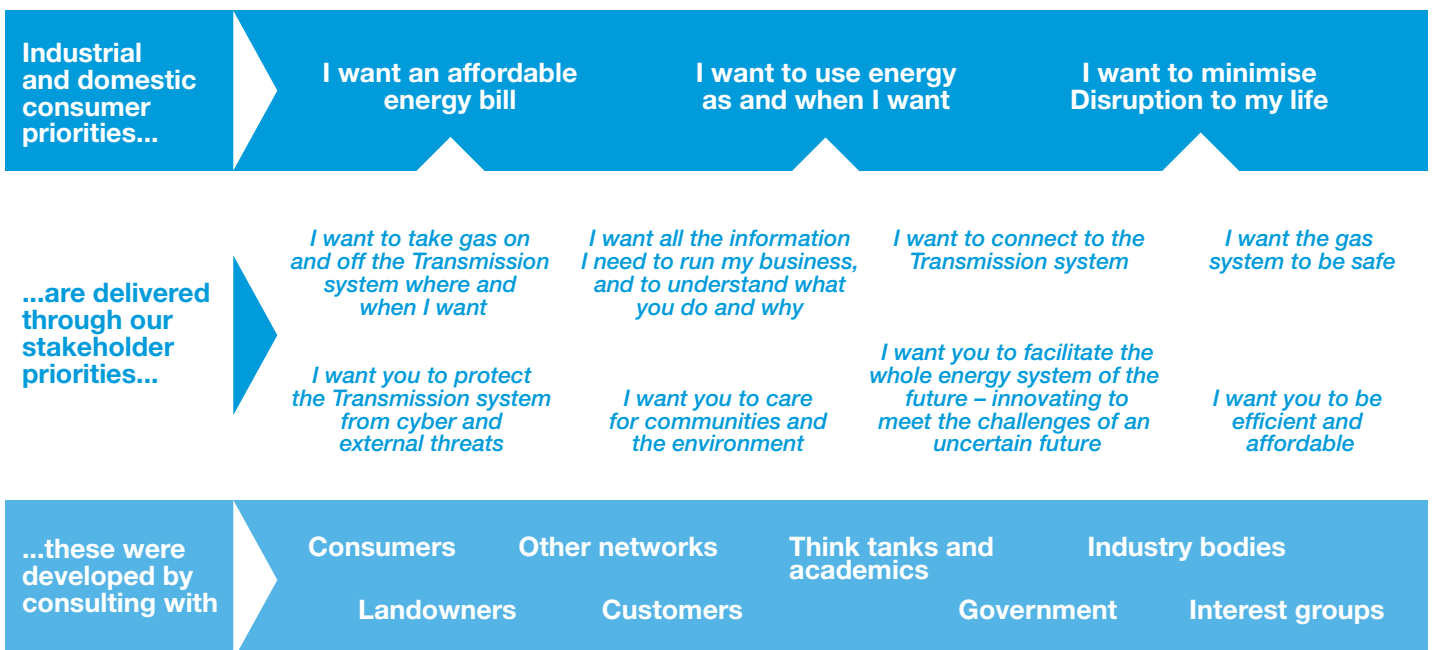 Industrial
and domestic
consumer
priorities...
I want an affordable
energy bill
I want to use energy
as and when I want
I want to minimise
Disruption to my life
...are delivered
through our
stakeholder
priorities...
I want to take gas on
and off the Transmission
system where and
when I want
I want all the information
I need to run my business,
and to understand what
you do and why
I want to connect to the
Transmission system
I want the gas
system to be safe
I want you to protect
the Transmission system
from cyber and
external threats
I want you to care
for communities and
the environment
I want you to facilitate the
whole energy system of the
future – innovating to
meet the challenges of an
uncertain future
I want you to be
efficient and
affordable
...these were
developed by
consulting with
Consumers
Other networks
Think tanks and
academics
Industry bodies
Landowners
Customers
Government
Interest groups